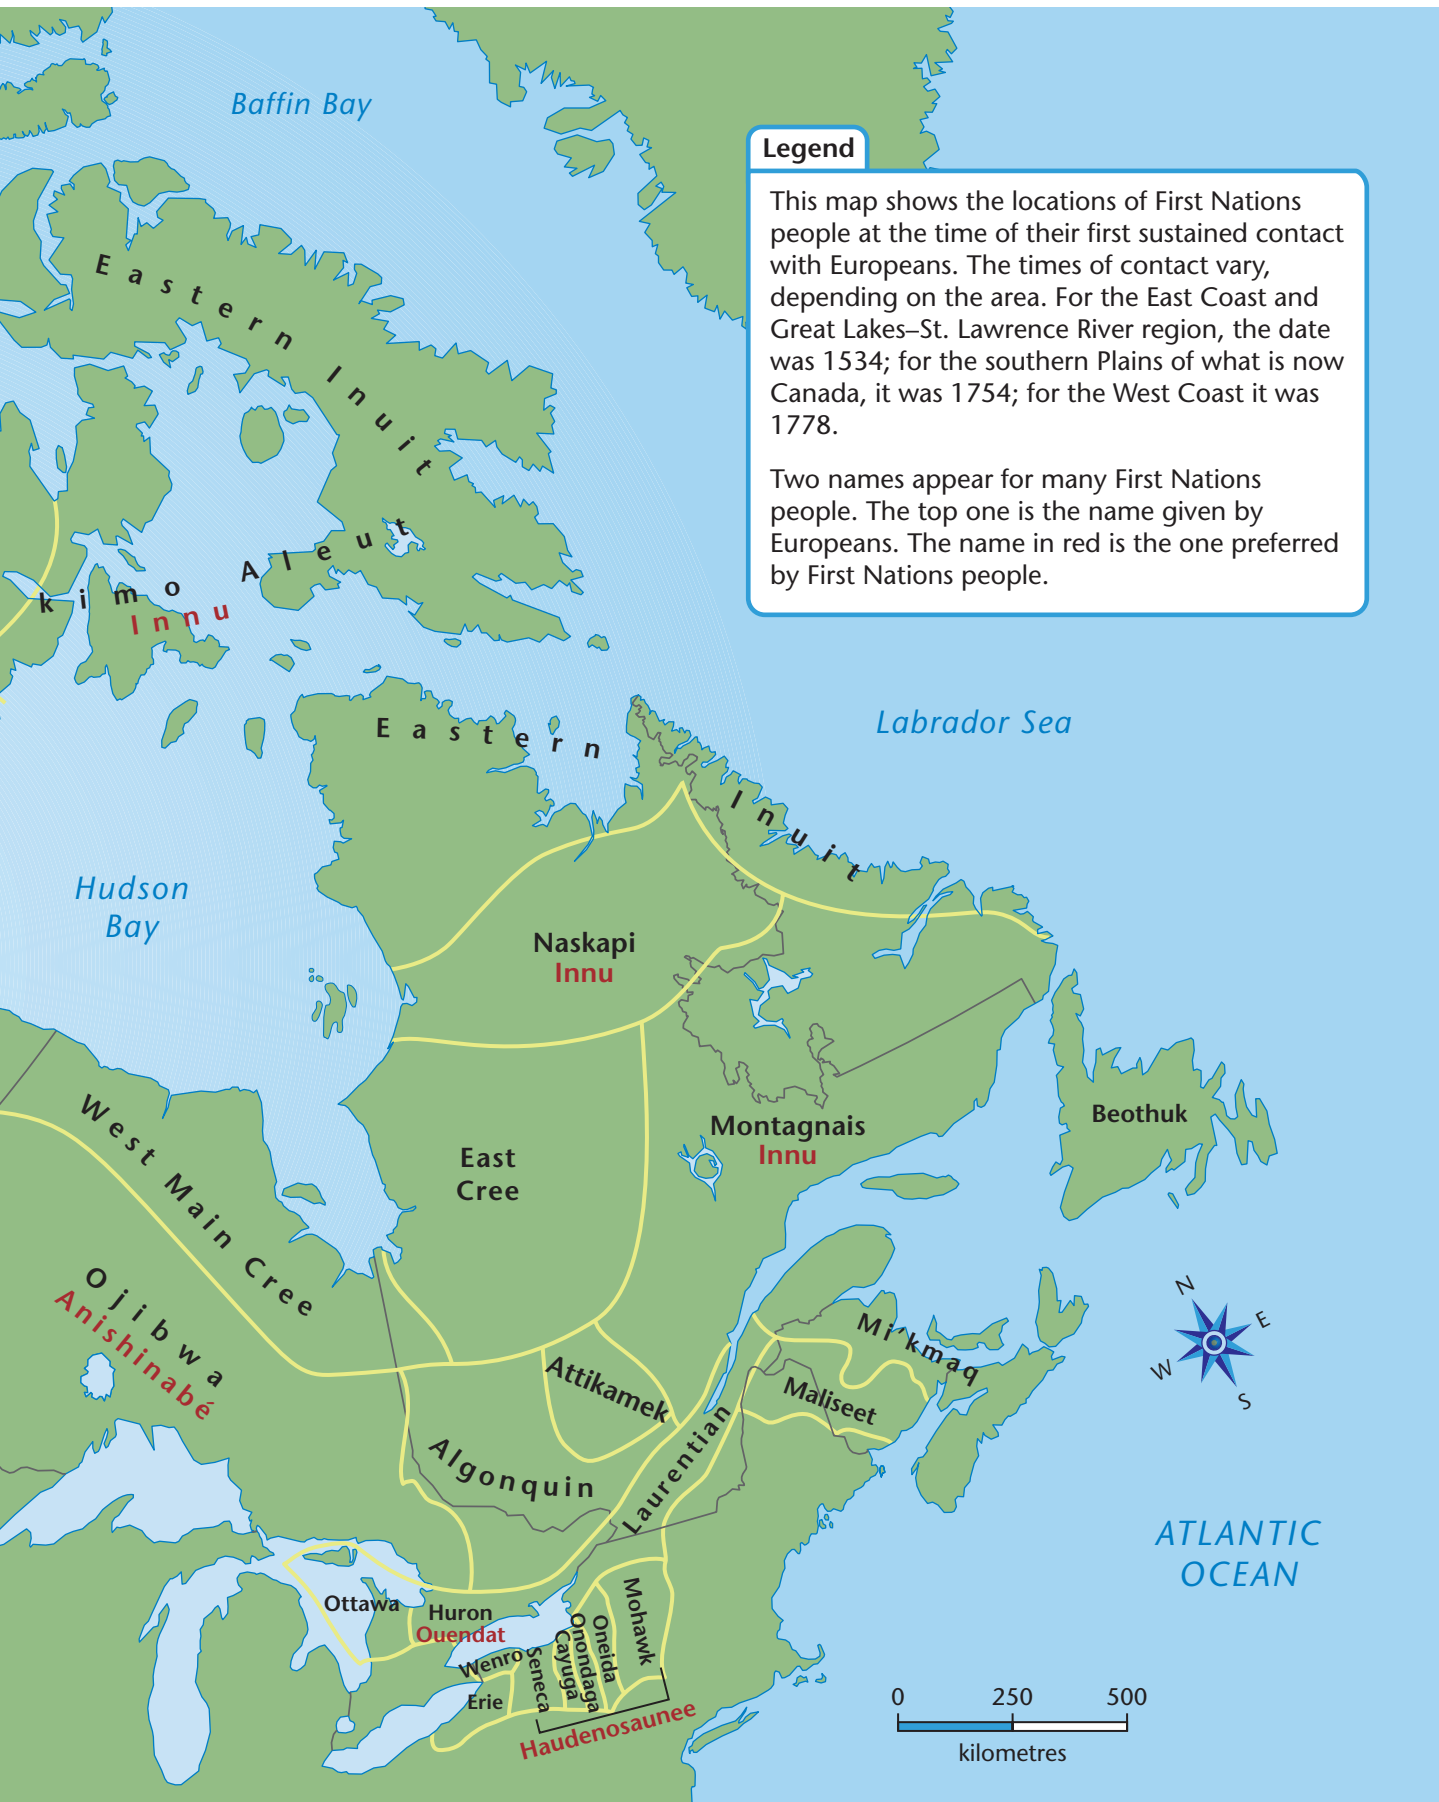 Baffin Bay
Legend
This map shows the locations of First Nations
people at the time of their first sustained contact
with Europeans. The times of contact vary,
depending on the area. For the East Coast and
Great Lakes–St. Lawrence River region, the date
was 1534; for the southern Plains of what is now
Canada, it was 1754; for the West Coast it was
1778.
Two names appear for many First Nations
people. The top one is the name given by
Europeans. The name in red is the one preferred
by First Nations people.
Eastern Inuit
kimo Aleut
Innu
Eastern Inuit
Labrador Sea
Hudson
Bay
Naskapi
Innu
West Main Cree
East
Cree
Montagnais
Innu
Beothuk
Ojibwa
Anishinabé
Attikamek
Algonquin
Laurentian
Mi'kmaq
Maliseet
N
E
W
S
ATLANTIC
OCEAN
Ottawa
Huron
Ouendat
Wenro
Erie
Seneca
Cayuga
Onondaga
Oneida
Mohawk
Haudenosaunee
0 250 500
kilometres